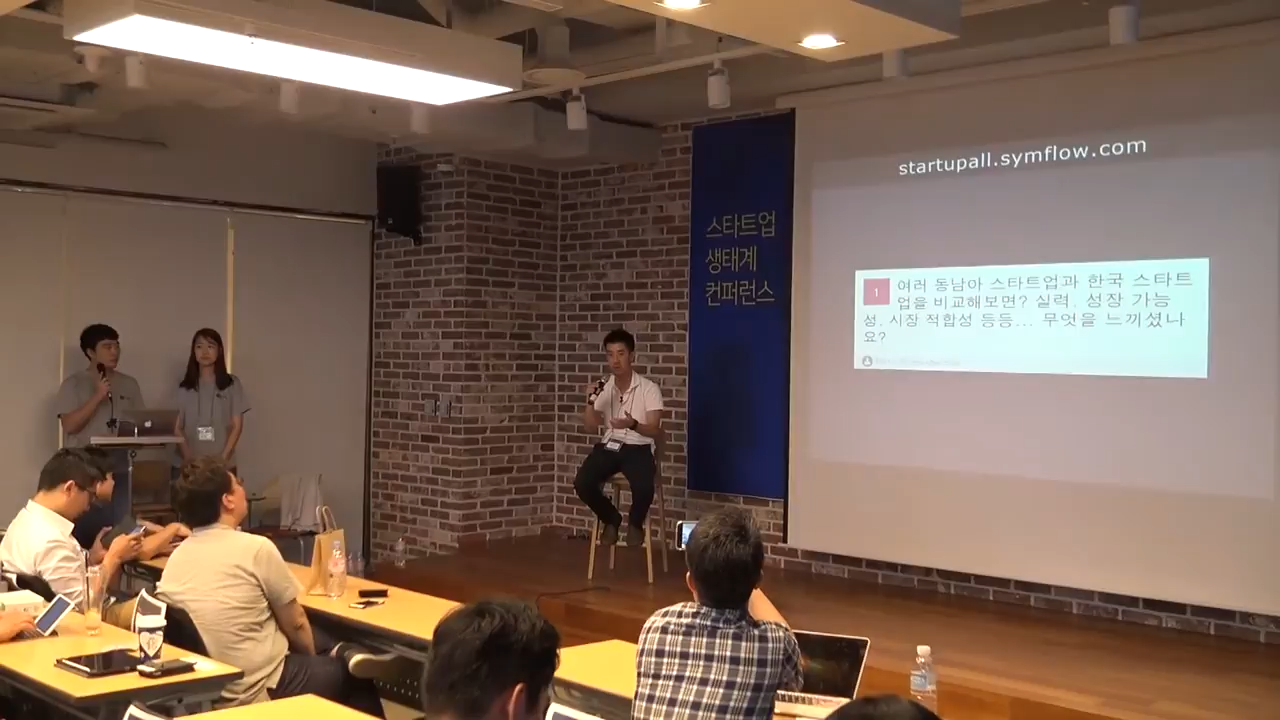 startupall.symflow.com
스타트업
생태계
컨퍼런스
1
여러 동남아 스타트업과 한국 스타트
업을 비교해보면? 실력, 성장 가능
성, 시장 적합성 등등... 무엇을 느끼셨나
요?